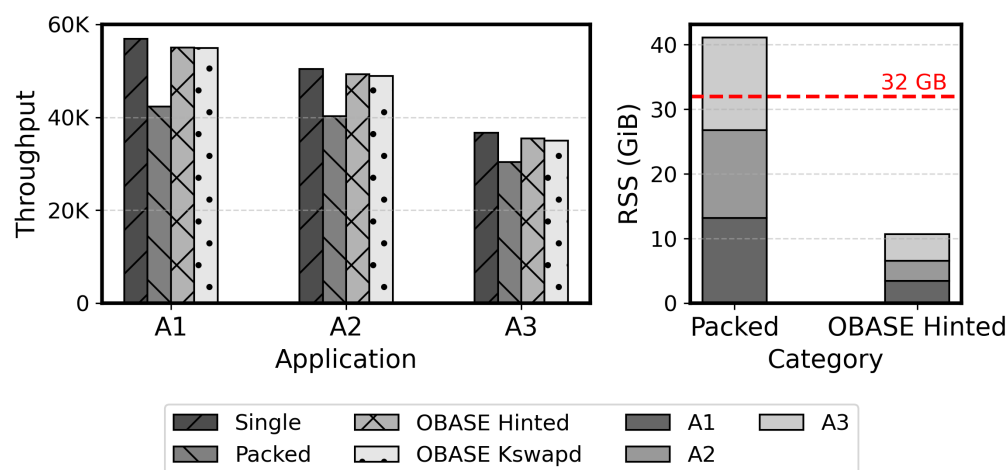 Throughput
60K
40K
20K
0
A1
A2
A3
Application
RSS (GiB)
40
30
20
10
0
32 GB
Packed
OBASE Hinted
Category
Single
OBASE Hinted
A1
A3
Packed
OBASE Kswapd
A2